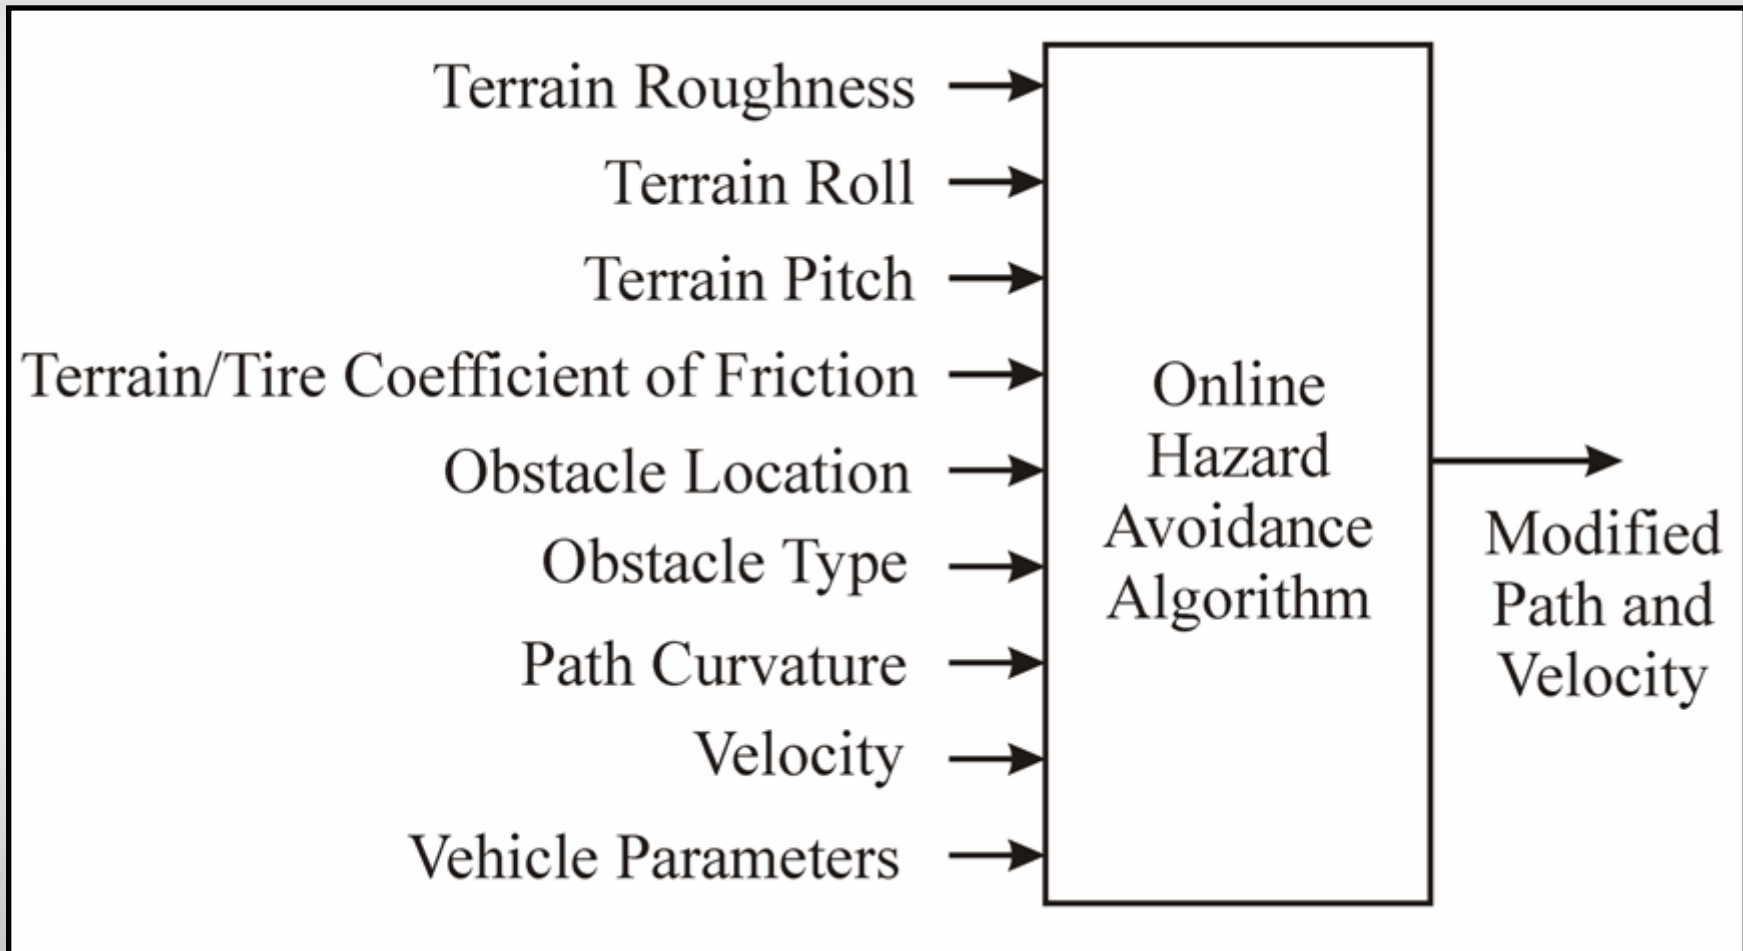 Terrain Roughness
Terrain Roll
Terrain Pitch
Terrain/Tire Coefficient of Friction
Obstacle Location
Obstacle Type
Path Curvature
Velocity
Vehicle Parameters
Online
Hazard
Avoidance
Algorithm
Modified
Path and
Velocity